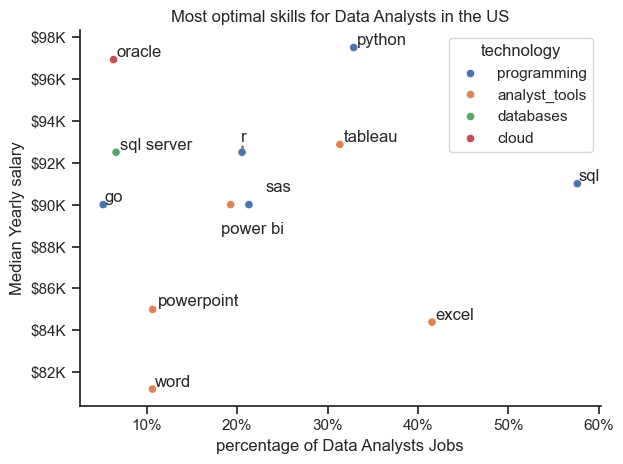 Most optimal skills for Data Analysts in the US
$98K
$96K
$94K
$92K
$90K
$88K
$86K
$84K
$82K
Median Yearly salary
oracle
python
technology
programming
analyst_tools
databases
cloud
sql server
r
tableau
sql
go
sas
power bi
powerpoint
excel
word
10%
20%
30%
40%
50%
60%
percentage of Data Analysts Jobs